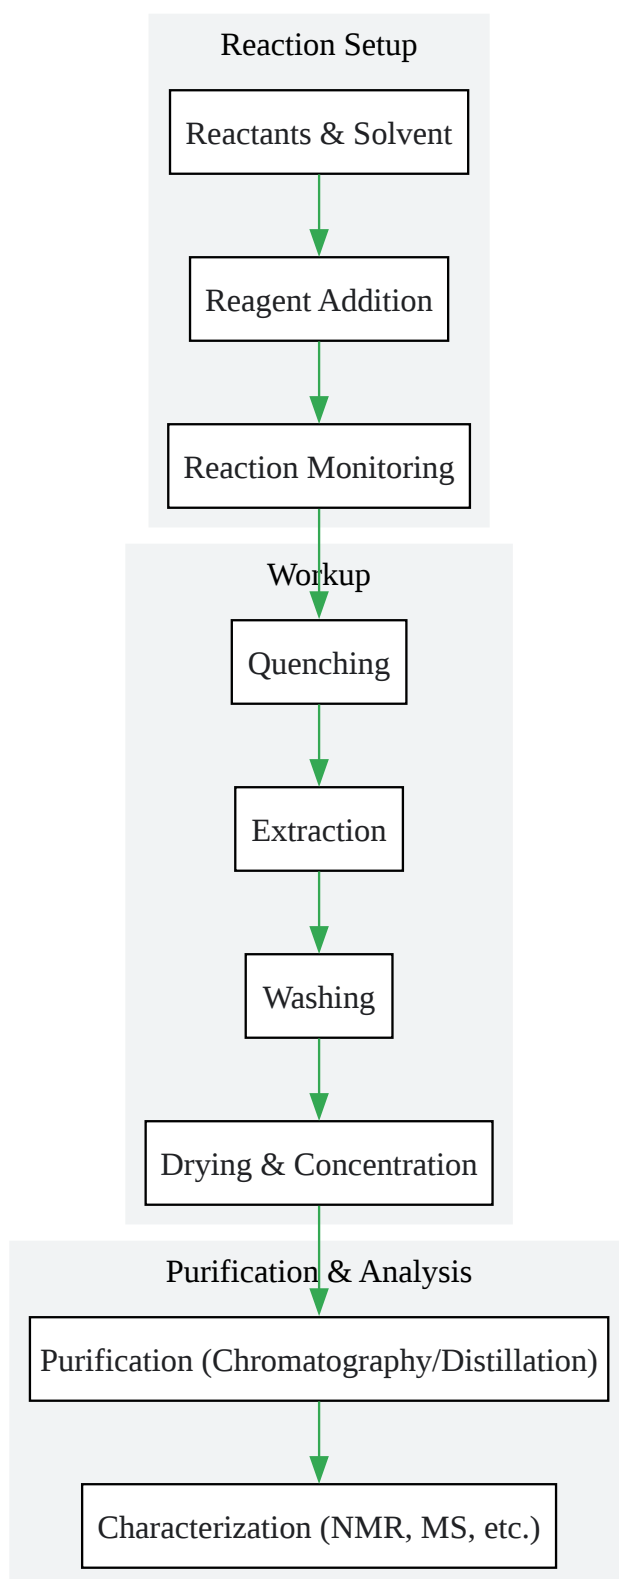 Reaction Setup
Reactants & Solvent
Reagent Addition
Reaction Monitoring
Workup
Quenching
Extraction
Washing
Drying & Concentration
Purification & Analysis
Purification (Chromatography/Distillation)
Characterization (NMR, MS, etc.)